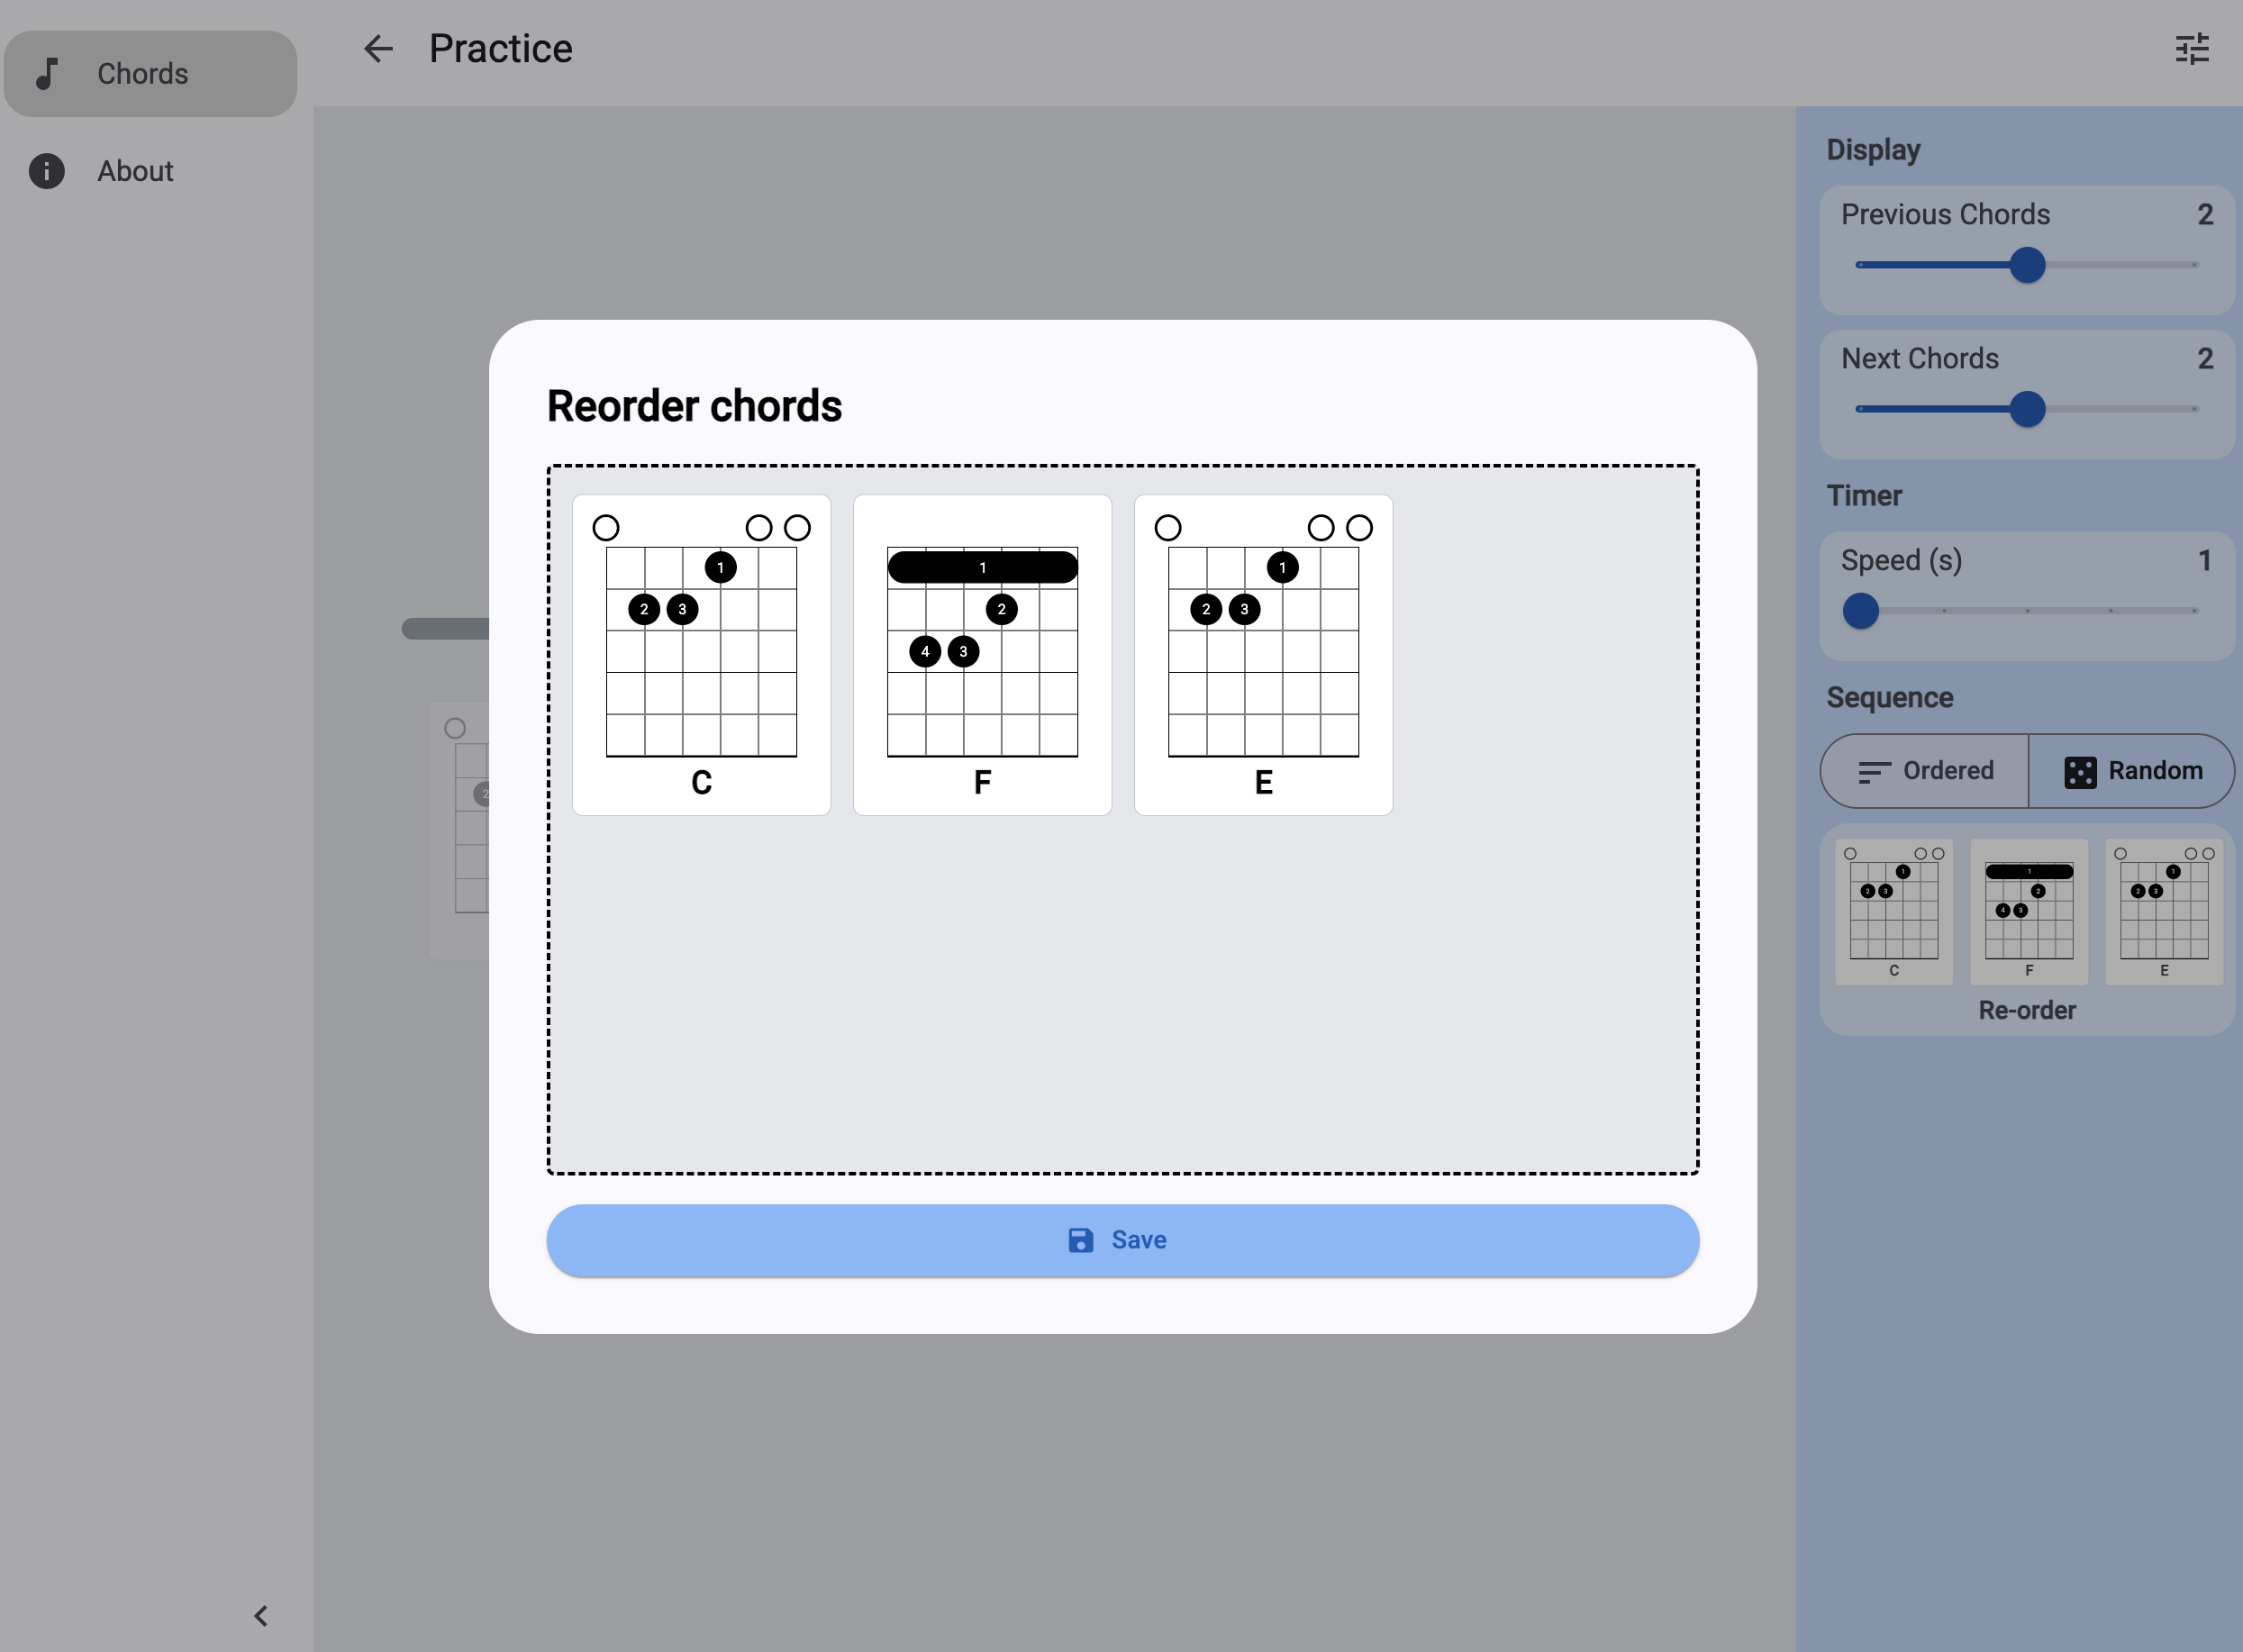 Chords
About
Practice
Display
Previous Chords 2
Next Chords 2
Timer
Speed (s) 1
Sequence
Ordered Random
1 1 1
2 3 2 2 3
4 3
C F E
Re-order
Reorder chords
1 1 1
2 3 2 2 3
4 3
C F E
Save
2